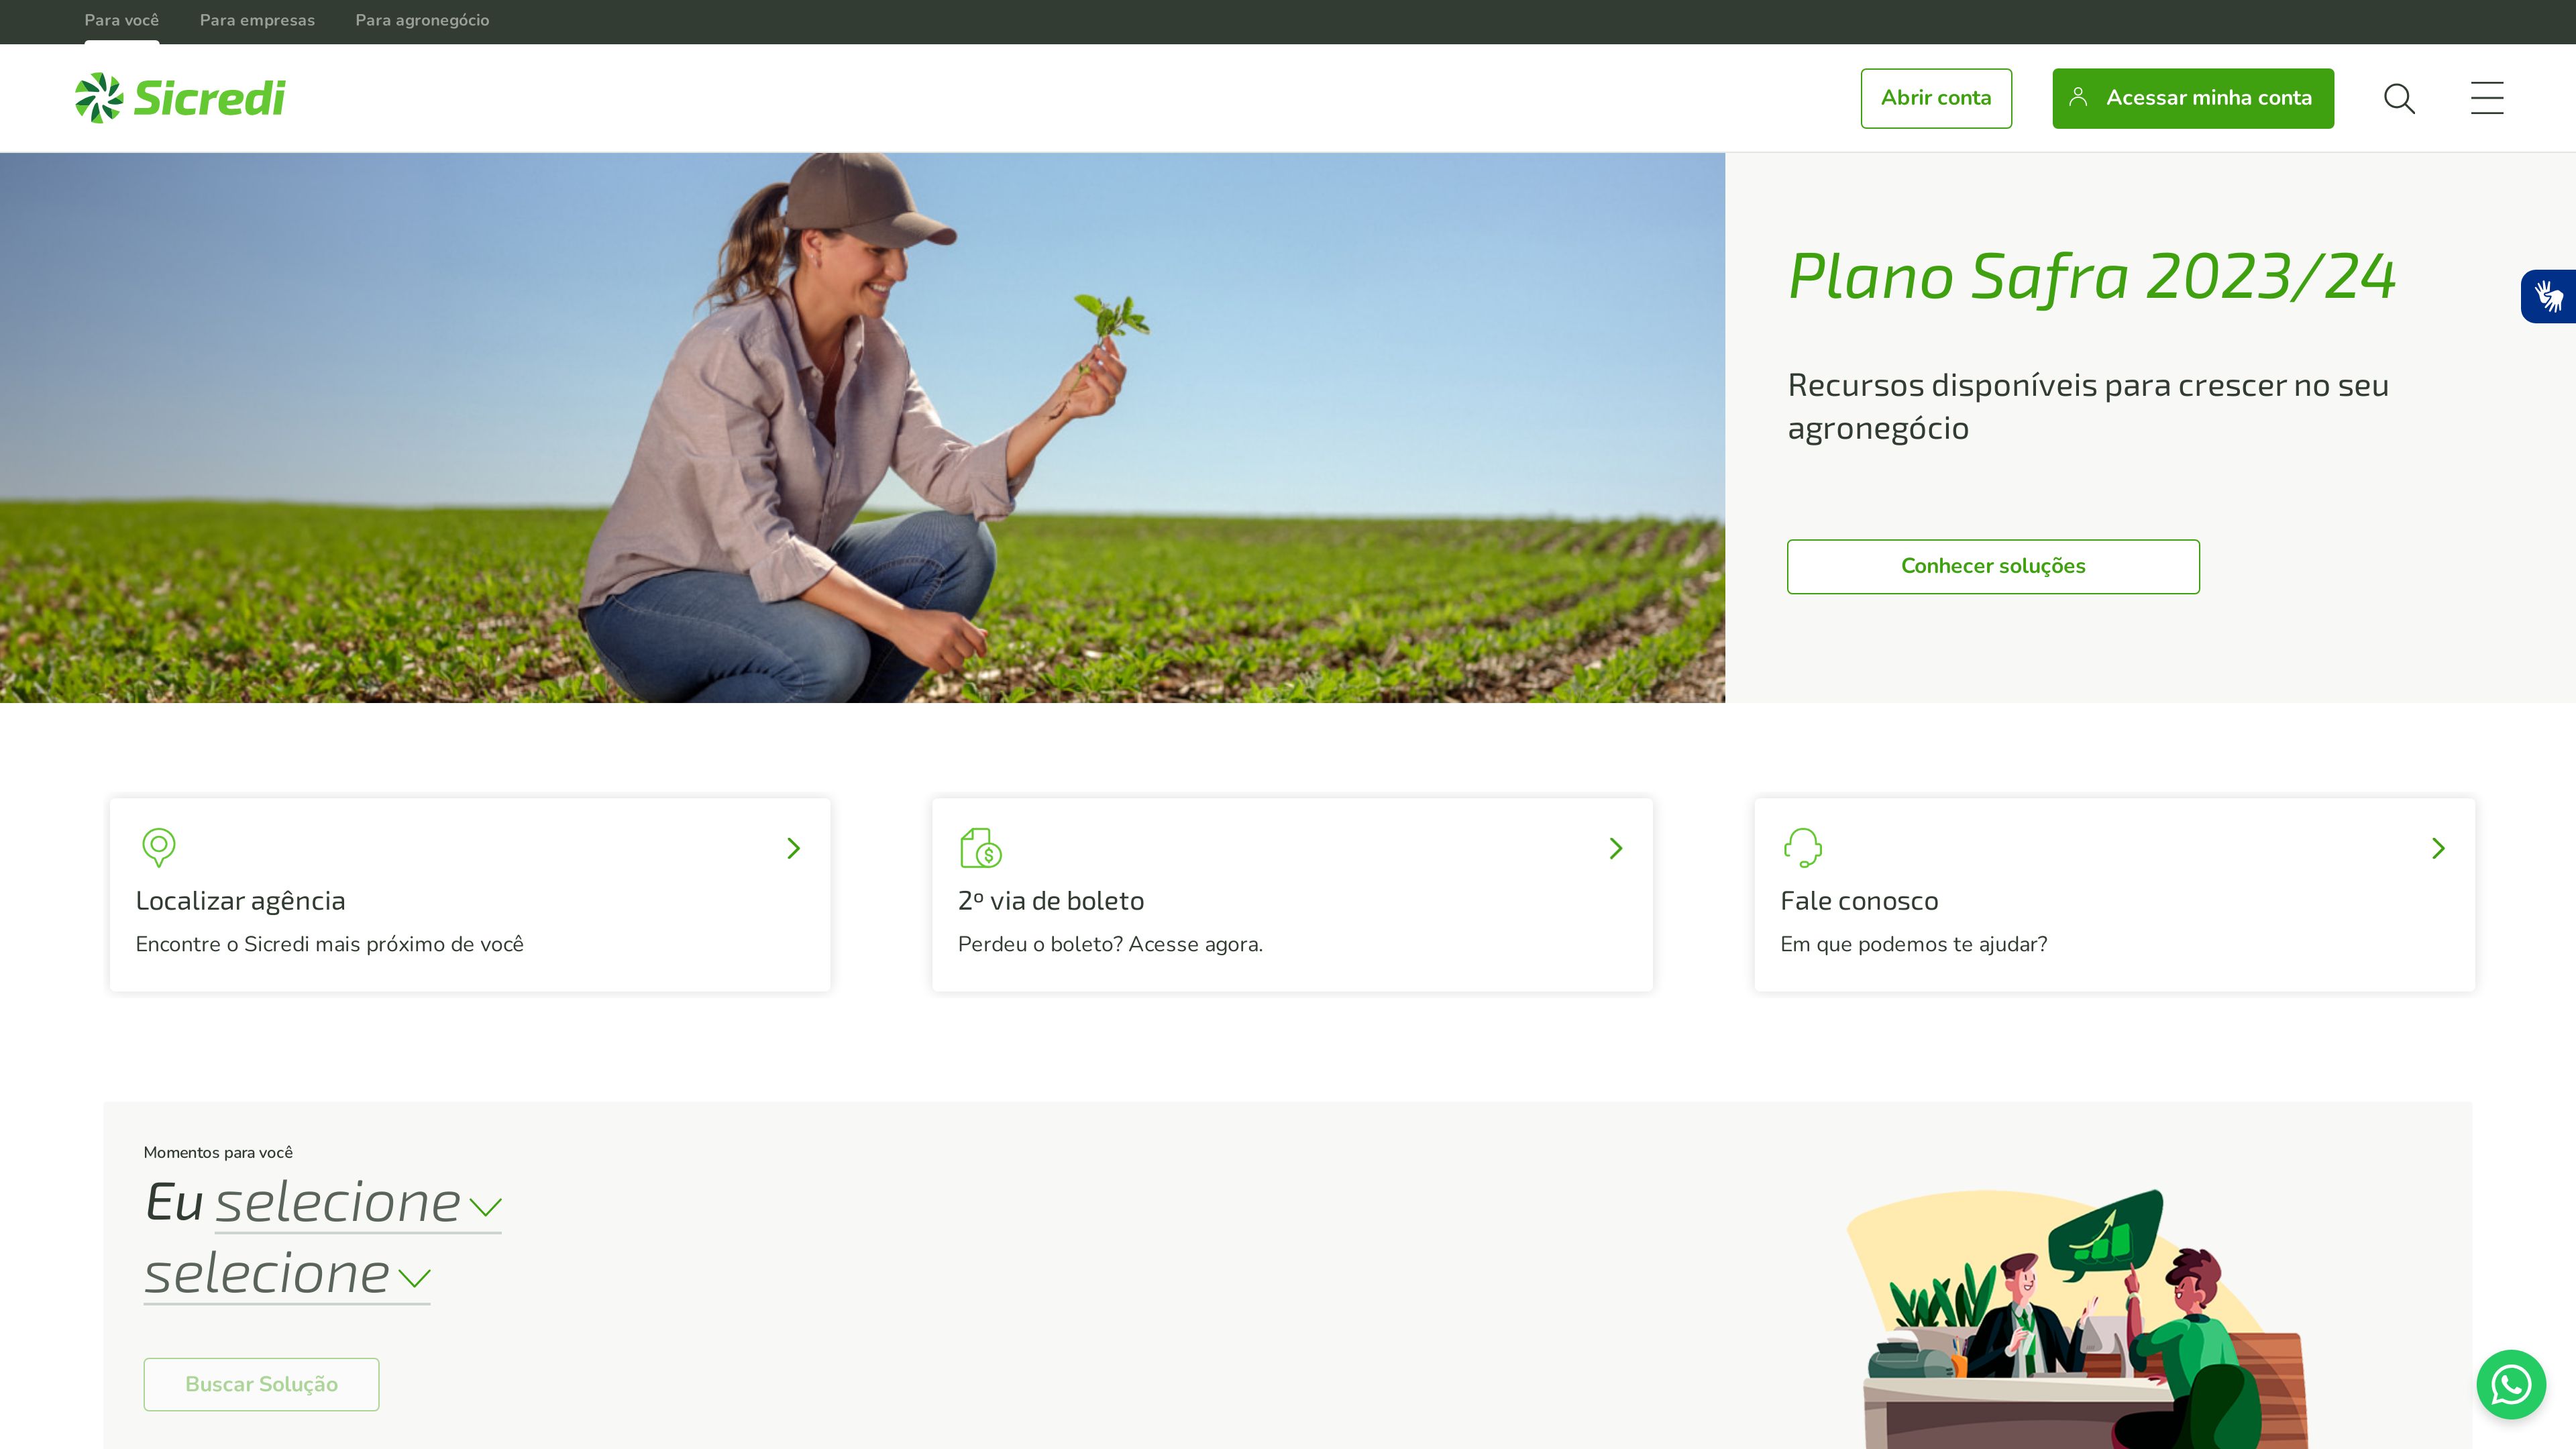 Para você Para empresas Para agronegócio
Sicredi
Abrir conta
Acessar minha conta
Plano Safra 2023/24
Recursos disponíveis para crescer no seu
agronegócio
Conhecer soluções
Localizar agência
Encontre o Sicredi mais próximo de você
2º via de boleto
Perdeu o boleto? Acesse agora.
Fale conosco
Em que podemos te ajudar?
Momentos para você
Eu selecione
selecione
Buscar Solução